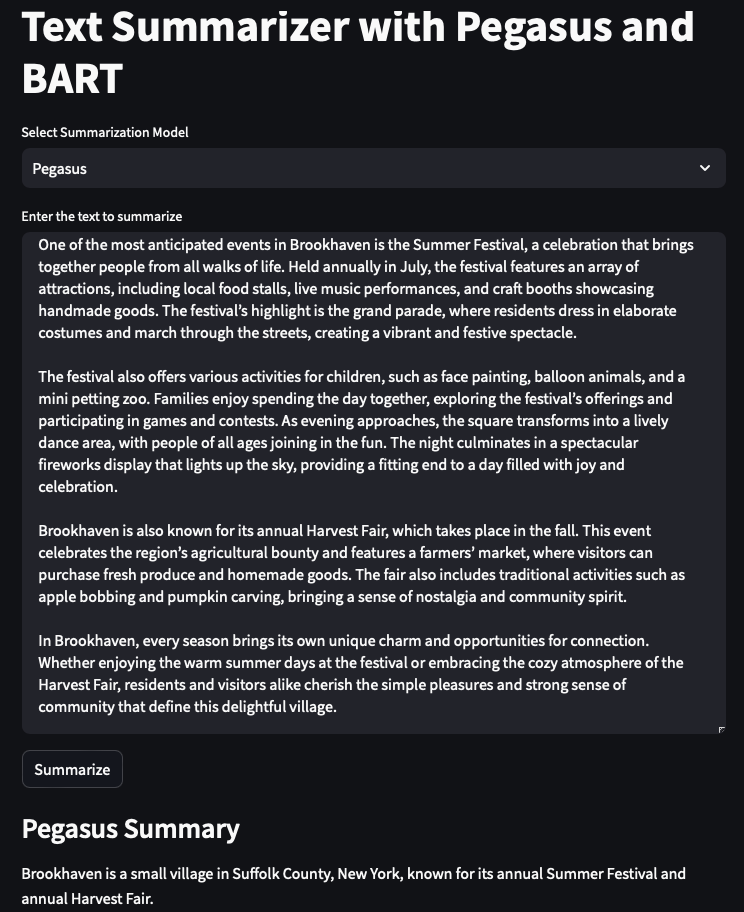 Text Summarizer with Pegasus and
BART
Select Summarization Model
Pegasus
Enter the text to summarize
One of the most anticipated events in Brookhaven is the Summer Festival, a celebration that brings
together people from all walks of life. Held annually in July, the festival features an array of
attractions, including local food stalls, live music performances, and craft booths showcasing
handmade goods. The festival’s highlight is the grand parade, where residents dress in elaborate
costumes and march through the streets, creating a vibrant and festive spectacle.
The festival also offers various activities for children, such as face painting, balloon animals, and a
mini petting zoo. Families enjoy spending the day together, exploring the festival’s offerings and
participating in games and contests. As evening approaches, the square transforms into a lively
dance area, with people of all ages joining in the fun. The night culminates in a spectacular
fireworks display that lights up the sky, providing a fitting end to a day filled with joy and
celebration.
Brookhaven is also known for its annual Harvest Fair, which takes place in the fall. This event
celebrates the region’s agricultural bounty and features a farmers’ market, where visitors can
purchase fresh produce and homemade goods. The fair also includes traditional activities such as
apple bobbing and pumpkin carving, bringing a sense of nostalgia and community spirit.
In Brookhaven, every season brings its own unique charm and opportunities for connection.
Whether enjoying the warm summer days at the festival or embracing the cozy atmosphere of the
Harvest Fair, residents and visitors alike cherish the simple pleasures and strong sense of
community that define this delightful village.
Summarize
Pegasus Summary
Brookhaven is a small village in Suffolk County, New York, known for its annual Summer Festival and
annual Harvest Fair.